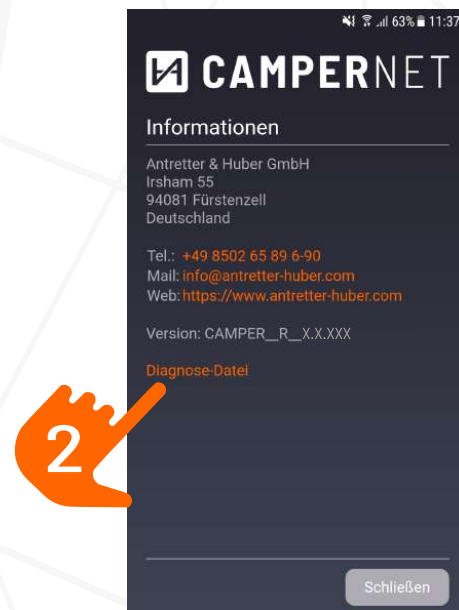 63% 11:37
CAMPERNET
Informationen
Antretter & Huber GmbH
Irsham 55
94081 Fürstenzell
Deutschland
Tel.: +49 8502 65 89 6-90
Mail: info@antretter-huber.com
Web: https://www.antretter-huber.com
Version: CAMPER__R__X.X.XXX
Diagnose-Datei
2
Schließen